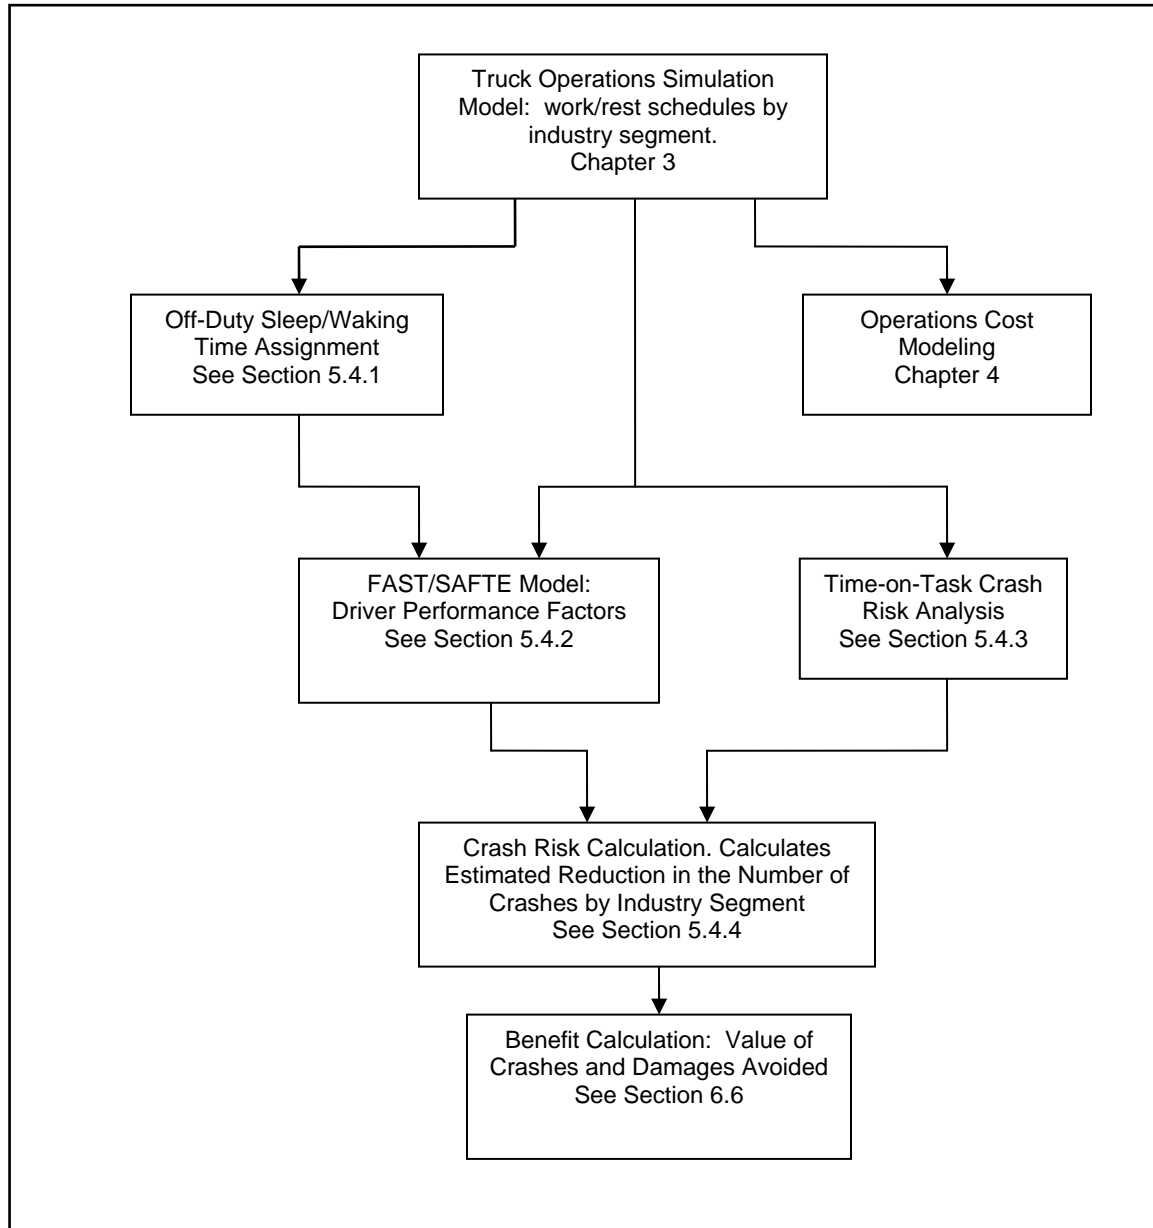 Truck Operations Simulation
Model:  work/rest schedules by
industry segment.
Chapter 3
Off-Duty Sleep/Waking
Time Assignment
See Section 5.4.1
Operations Cost
Modeling
Chapter 4
FAST/SAFTE Model:
Driver Performance Factors
See Section 5.4.2
Time-on-Task Crash
Risk Analysis
See Section 5.4.3
Crash Risk Calculation. Calculates
Estimated Reduction in the Number of
Crashes by Industry Segment
See Section 5.4.4
Benefit Calculation:  Value of
Crashes and Damages Avoided
See Section 6.6